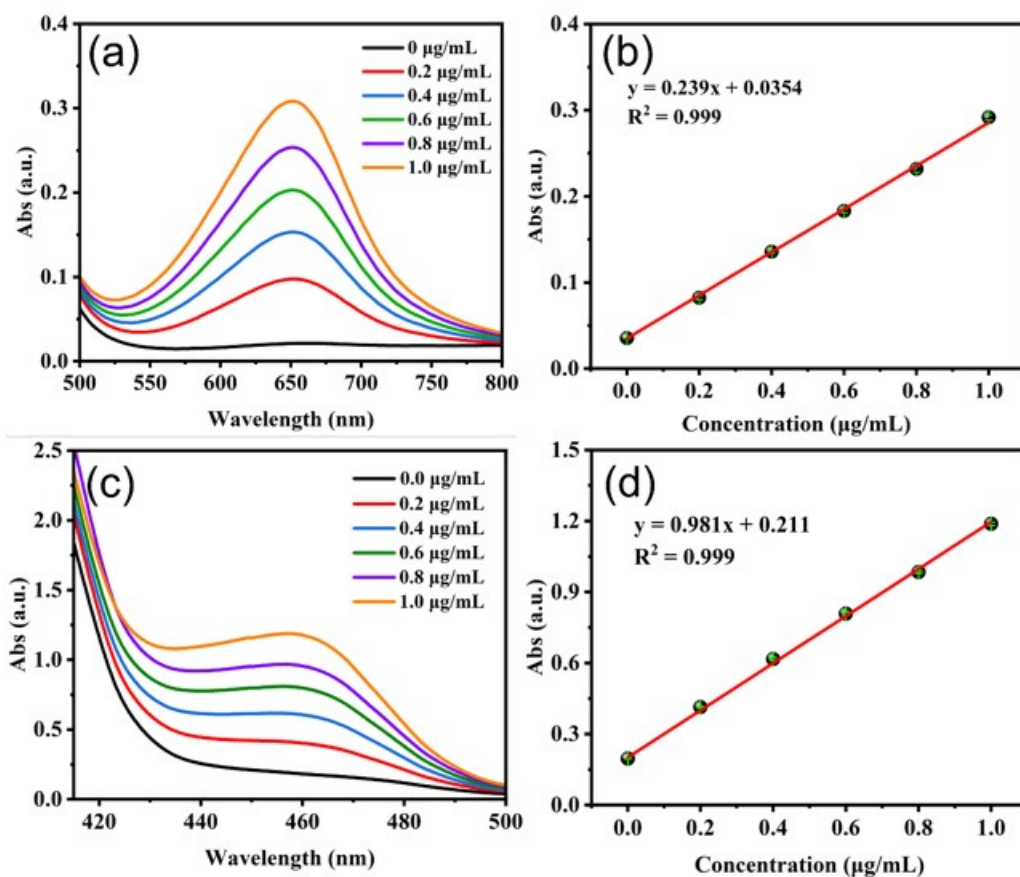 (a)
0 μg/mL
0.2 μg/mL
0.4 μg/mL
0.6 μg/mL
0.8 μg/mL
1.0 μg/mL
Abs (a.u.)
0.4
0.3
0.2
0.1
0.0
500 550 600 650 700 750 800
Wavelength (nm)
(b)
y = 0.239x + 0.0354
R² = 0.999
Abs (a.u.)
0.4
0.3
0.2
0.1
0.0
0.0 0.2 0.4 0.6 0.8 1.0
Concentration (μg/mL)
(c)
0.0 μg/mL
0.2 μg/mL
0.4 μg/mL
0.6 μg/mL
0.8 μg/mL
1.0 μg/mL
Abs (a.u.)
2.5
2.0
1.5
1.0
0.5
0.0
420 440 460 480 500
Wavelength (nm)
(d)
y = 0.981x + 0.211
R² = 0.999
Abs (a.u.)
1.5
1.2
0.9
0.6
0.3
0.0
0.0 0.2 0.4 0.6 0.8 1.0
Concentration (μg/mL)